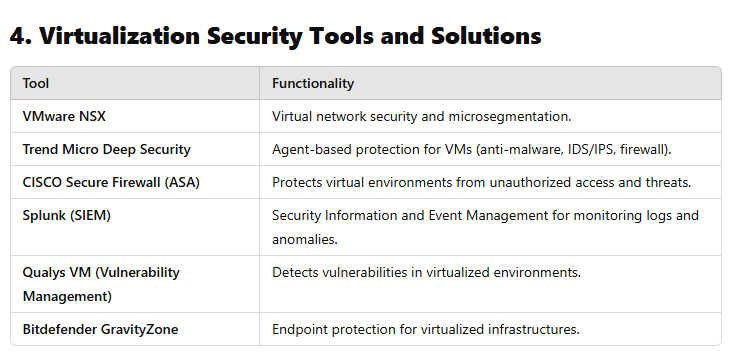 4. Virtualization Security Tools and Solutions
Tool Functionality
VMware NSX Virtual network security and microsegmentation.
Trend Micro Deep Security Agent-based protection for VMs (anti-malware, IDS/IPS, firewall).
CISCO Secure Firewall (ASA) Protects virtual environments from unauthorized access and threats.
Splunk (SIEM) Security Information and Event Management for monitoring logs and
anomalies.
Qualys VM (Vulnerability Detects vulnerabilities in virtualized environments.
Management)
Bitdefender GravityZone Endpoint protection for virtualized infrastructures.